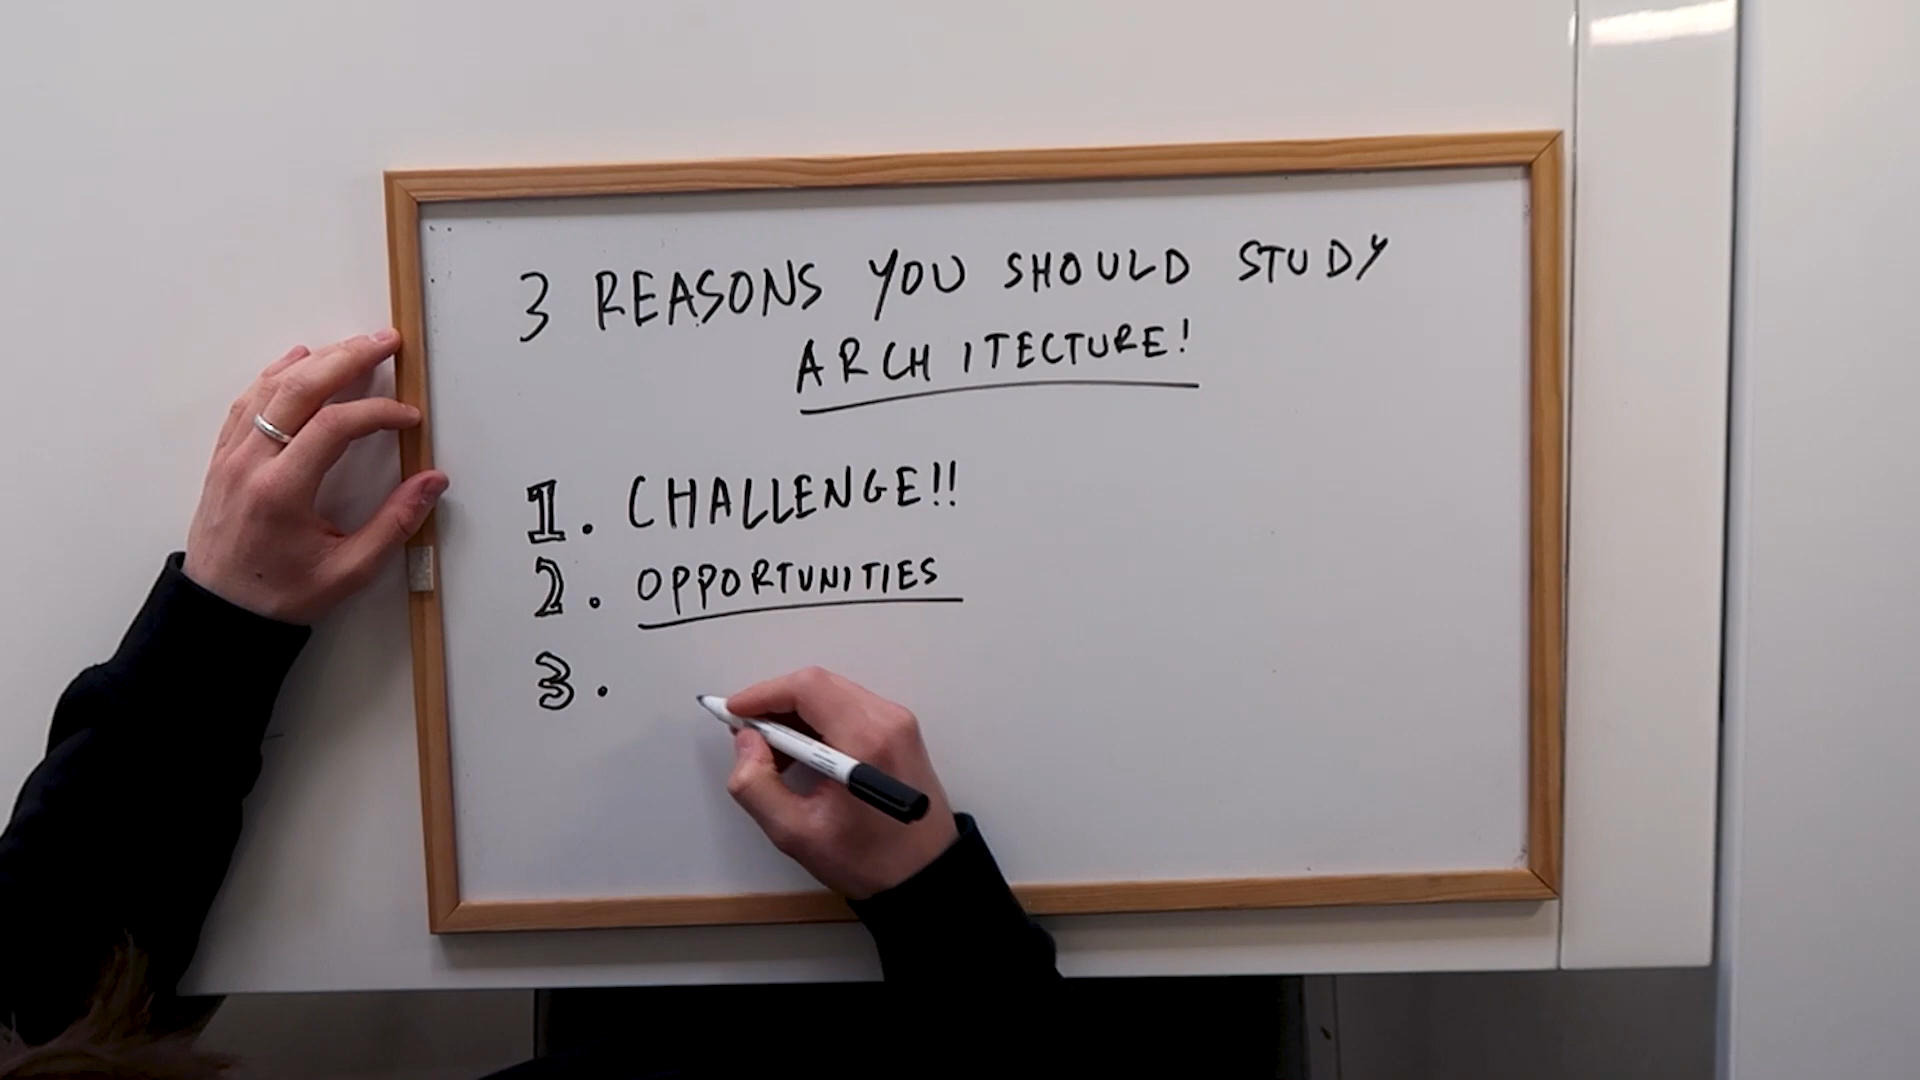 3 REASONS YOU SHOULD STUDY
ARCHITECTURE!
1. CHALLENGE!!
2. OPPORTUNITIES
3.